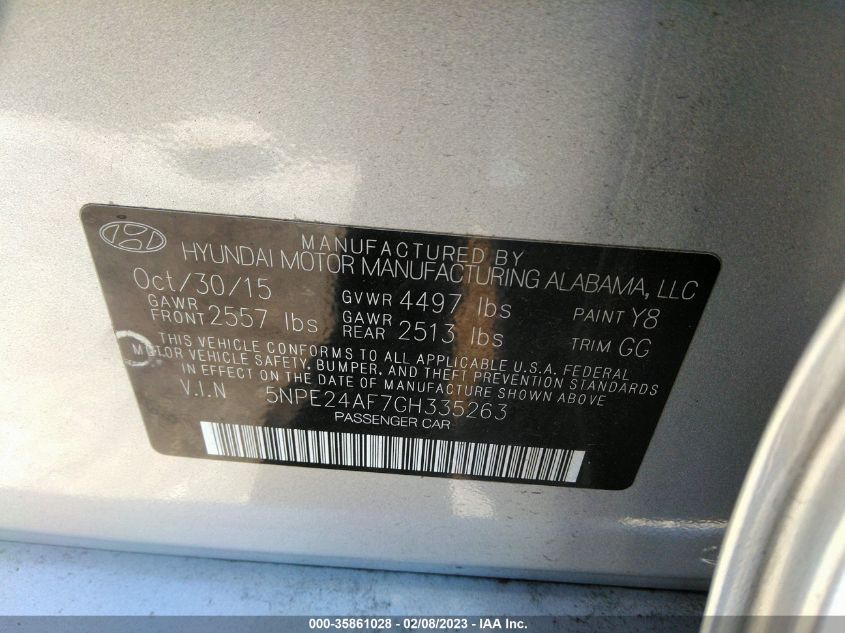 MANUFACTURED BY
HYUNDAI MOTOR MANUFACTURING ALABAMA, LLC
Oct/30/15 GVWR 4497 lbs PAINT Y8
GAWR FRONT 2557 lbs GAWR REAR 2513 lbs TRIM GG
THIS VEHICLE CONFORMS TO ALL APPLICABLE U.S.A. FEDERAL
MOTOR VEHICLE SAFETY, BUMPER, AND THEFT PREVENTION STANDARDS
IN EFFECT ON THE DATE OF MANUFACTURE SHOWN ABOVE
V.I.N 5NPE24AF7GH335263
PASSENGER CAR
000-35861028 - 02/08/2023 - IAA Inc.